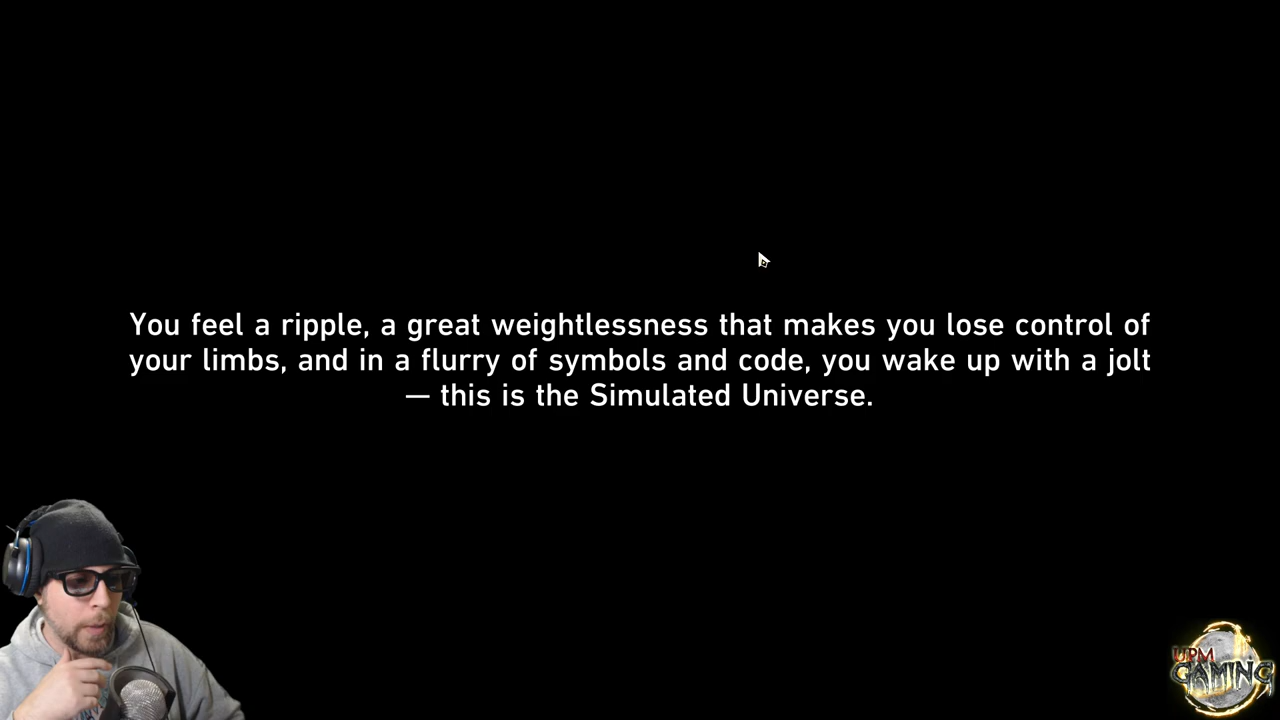 You feel a ripple, a great weightlessness that makes you lose control of
your limbs, and in a flurry of symbols and code, you wake up with a jolt
— this is the Simulated Universe.
UPM
GAMING